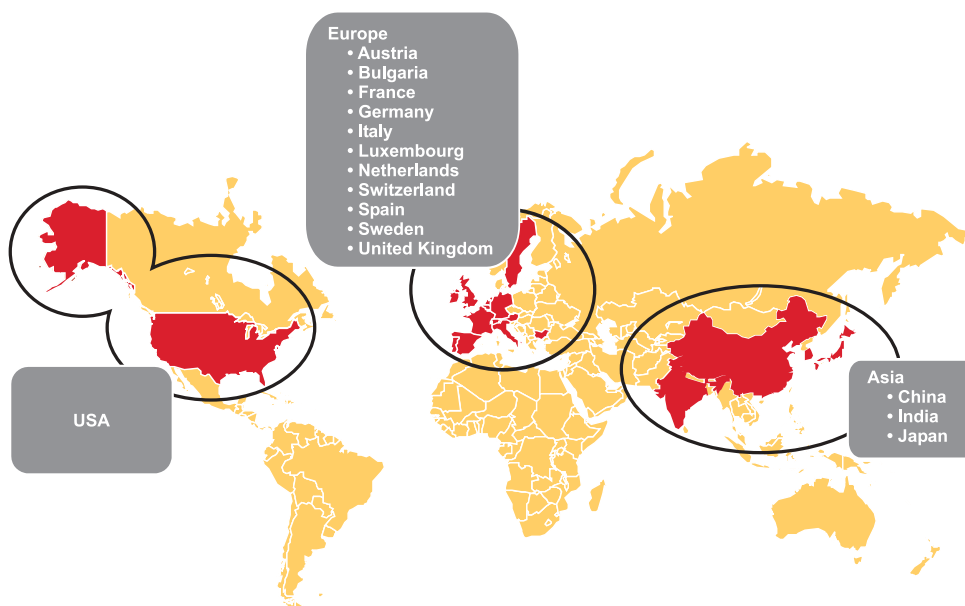 Europe
• Austria
• Bulgaria
• France
• Germany
• Italy
• Luxembourg
• Netherlands
• Switzerland
• Spain
• Sweden
• United Kingdom
USA
Asia
• China
• India
• Japan